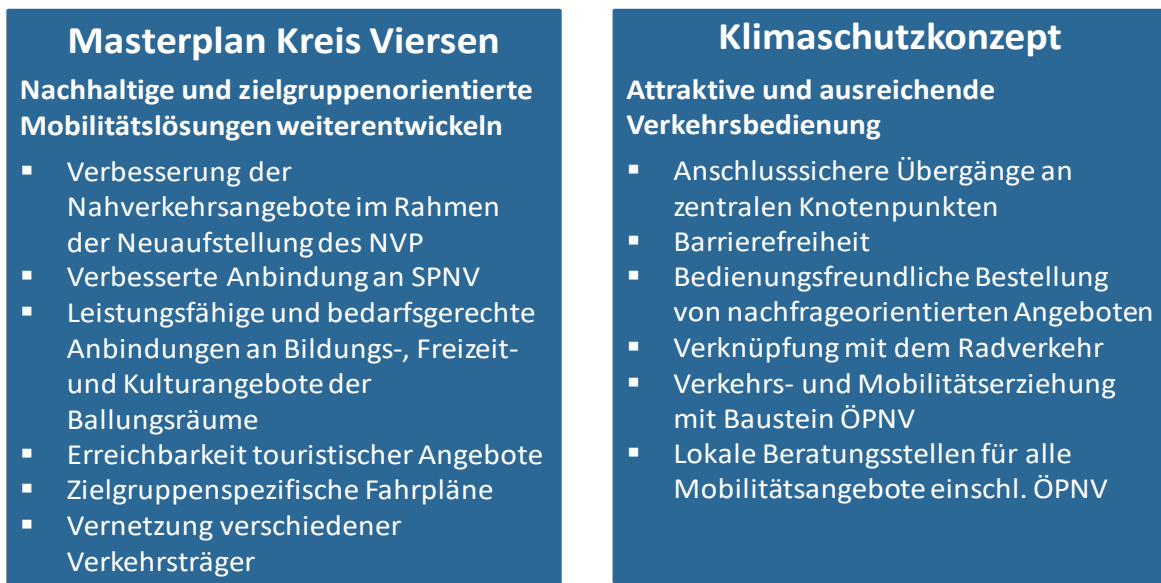 Masterplan Kreis Viersen
Nachhaltige und zielgruppenorientierte
Mobilitätslösungen weiterentwickeln
▪ Verbesserung der
Nahverkehrsangebote im Rahmen
der Neuaufstellung des NVP
▪ Verbesserte Anbindung an SPNV
▪ Leistungsfähige und bedarfsgerechte
Anbindungen an Bildungs-, Freizeit-
und Kulturangebote der
Ballungsräume
▪ Erreichbarkeit touristischer Angebote
▪ Zielgruppenspezifische Fahrpläne
▪ Vernetzung verschiedener
Verkehrsträger
Klimaschutzkonzept
Attraktive und ausreichende
Verkehrsbedienung
▪ Anschlusssichere Übergänge an
zentralen Knotenpunkten
▪ Barrierefreiheit
▪ Bedienungsfreundliche Bestellung
von nachfrageorientierten Angeboten
▪ Verknüpfung mit dem Radverkehr
▪ Verkehrs- und Mobilitätserziehung
mit Baustein ÖPNV
▪ Lokale Beratungsstellen für alle
Mobilitätsangebote einschl. ÖPNV